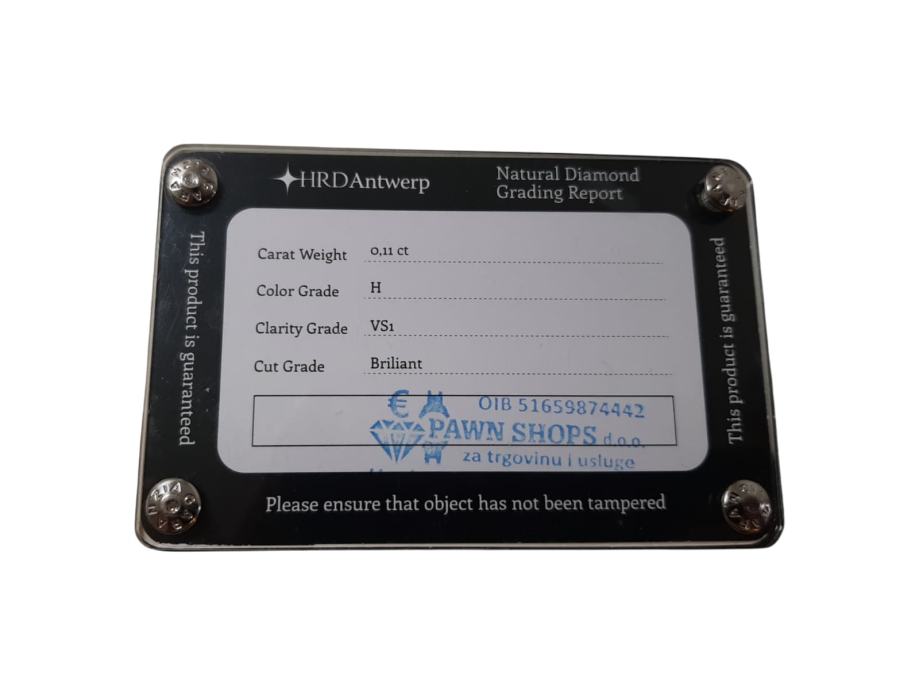 HRDAntwerp
Natural Diamond
Grading Report
This product is guaranteed
Carat Weight 0,11 ct
Color Grade H
Clarity Grade VS1
Cut Grade Briliant
€
OIB 51659874442
PAWN SHOPS d.o.o.
za trgovinu i usluge
This product is guaranteed
Please ensure that object has not been tampered